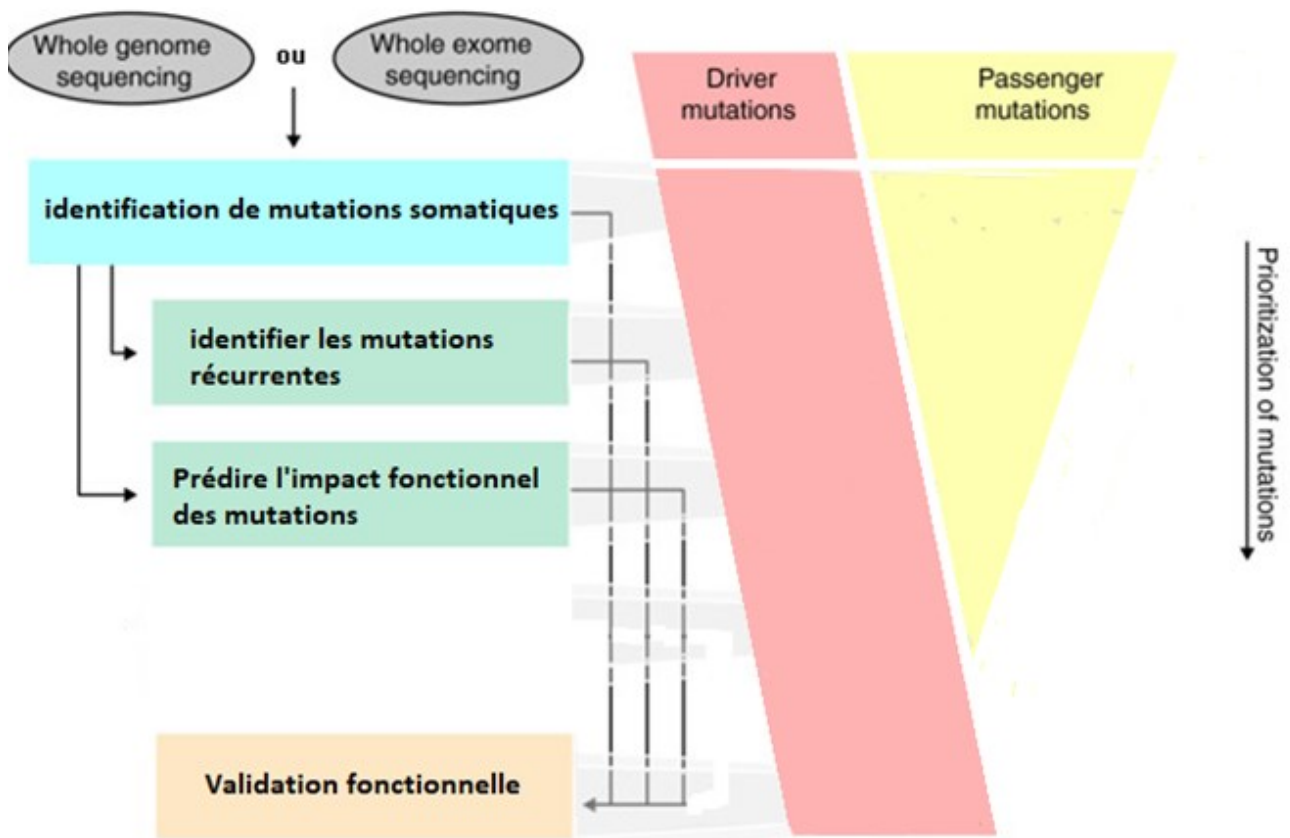 Whole genome
sequencing
ou
Whole exome
sequencing
Driver
mutations
Passenger
mutations
identification de mutations somatiques
identifier les mutations
récurrentes
Prédire l'impact fonctionnel
des mutations
Validation fonctionnelle
Prioritization of mutations